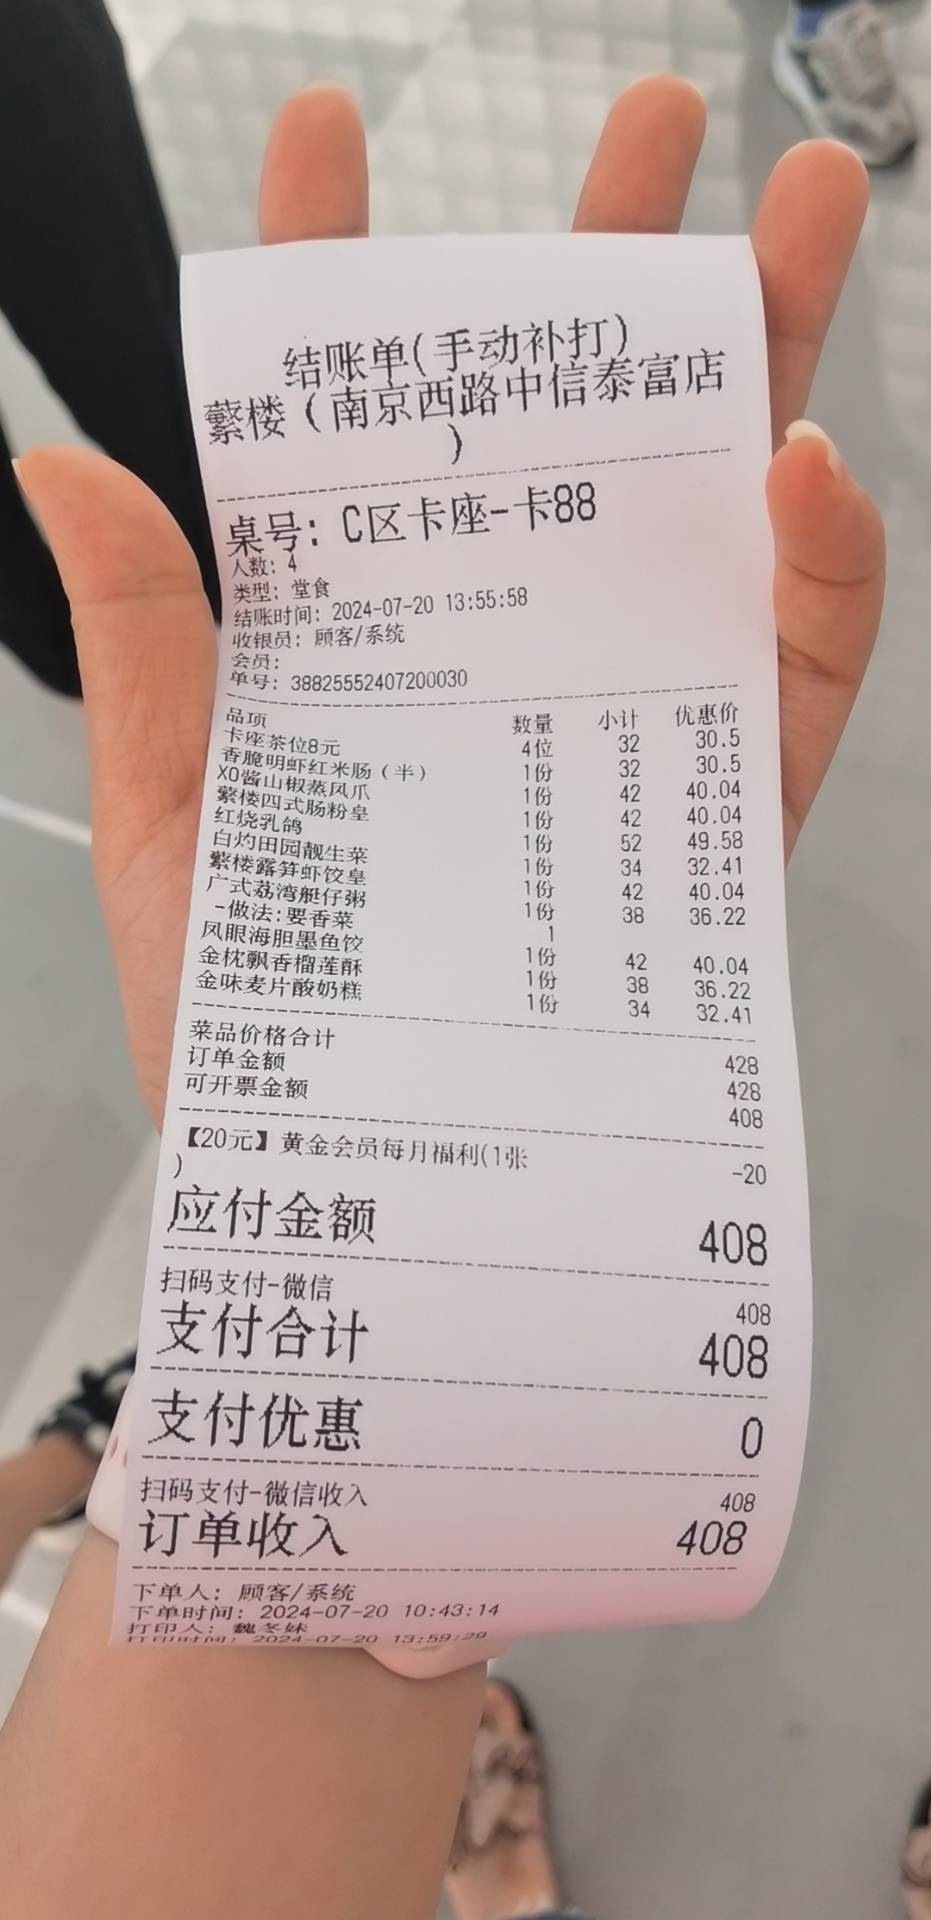 结账单(手动补打)
蘩楼（南京西路中信泰富店
）
桌号: C区卡座-卡88
人数: 4
类型: 堂食
结账时间: 2024-07-20 13:55:58
收银员: 顾客/系统
会员:
单号: 38825552407200030
品项 数量 小计 优惠价
卡座茶位8元 4位 32 30.5
香脆明虾红米肠（半） 1份 32 30.5
XO酱山椒蒸凤爪 1份 42 40.04
蘩楼四式肠粉皇 1份 42 40.04
红烧乳鸽 1份 52 49.58
白灼田园靓生菜 1份 34 32.41
蘩楼露笋虾饺皇 1份 42 40.04
广式荔湾艇仔粥 1份 38 36.22
-做法:要香菜 1
凤眼海胆墨鱼饺 1份 42 40.04
金枕飘香榴莲酥 1份 38 36.22
金味麦片酸奶糕 1份 34 32.41
菜品价格合计 428
订单金额 428
可开票金额 408
【20元】黄金会员每月福利(1张 -20
)
应付金额 408
扫码支付-微信 408
支付合计 408
支付优惠 0
扫码支付-微信收入 408
订单收入 408
下单人: 顾客/系统
下单时间: 2024-07-20 10:43:14
打印人: 魏冬妹
打印时间: 2024-07-20 13:59:29